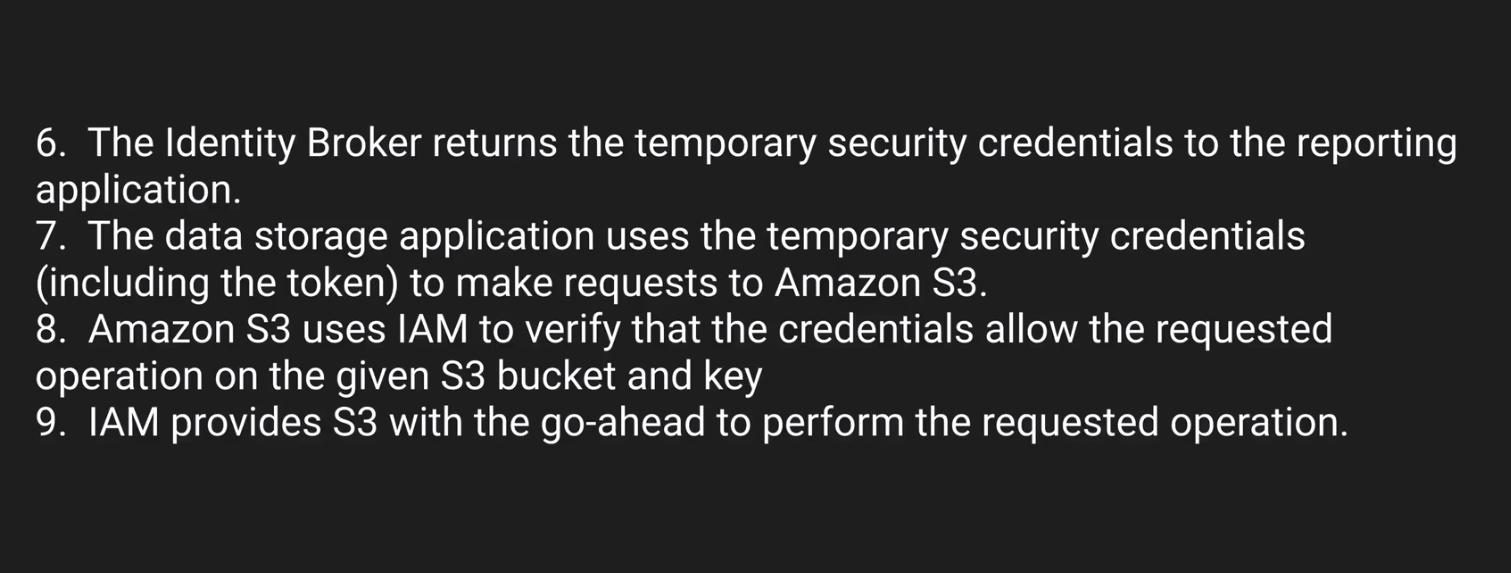 6.  The Identity Broker returns the temporary security credentials to the reporting
application.
7.  The data storage application uses the temporary security credentials
(including the token) to make requests to Amazon S3.
8.  Amazon S3 uses IAM to verify that the credentials allow the requested
operation on the given S3 bucket and key
9.  IAM provides S3 with the go-ahead to perform the requested operation.